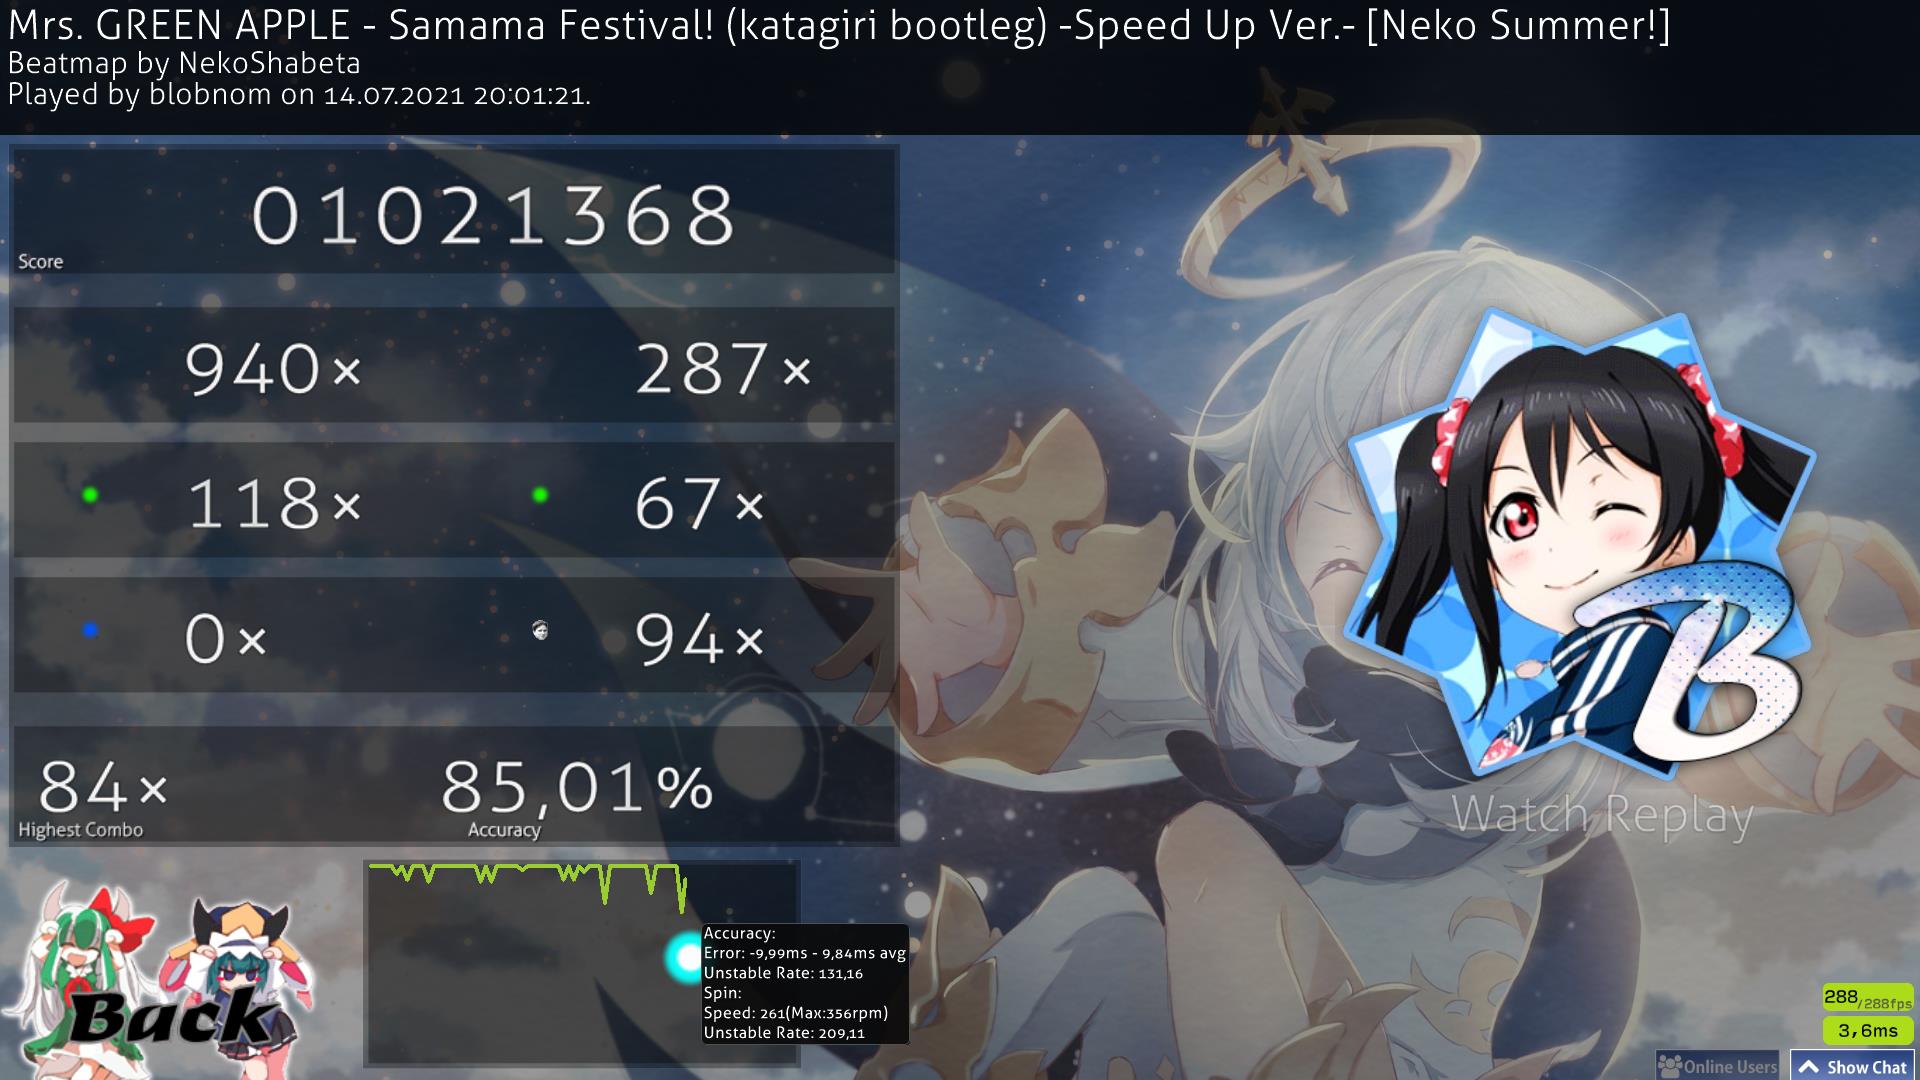 Mrs. GREEN APPLE - Samama Festival! (katagiri bootleg) -Speed Up Ver.- [Neko Summer!]
Beatmap by NekoShabeta
Played by blobnom on 14.07.2021 20:01:21.
01021368
Score
940× 287×
118× 67×
0× 94×
84× 85,01%
Highest Combo Accuracy
B
Watch Replay
Back
Accuracy:
Error: -9,99ms - 9,84ms avg
Unstable Rate: 131,16
Spin:
Speed: 261(Max:356rpm)
Unstable Rate: 209,11
288/288fps
3,6ms
Online Users Show Chat